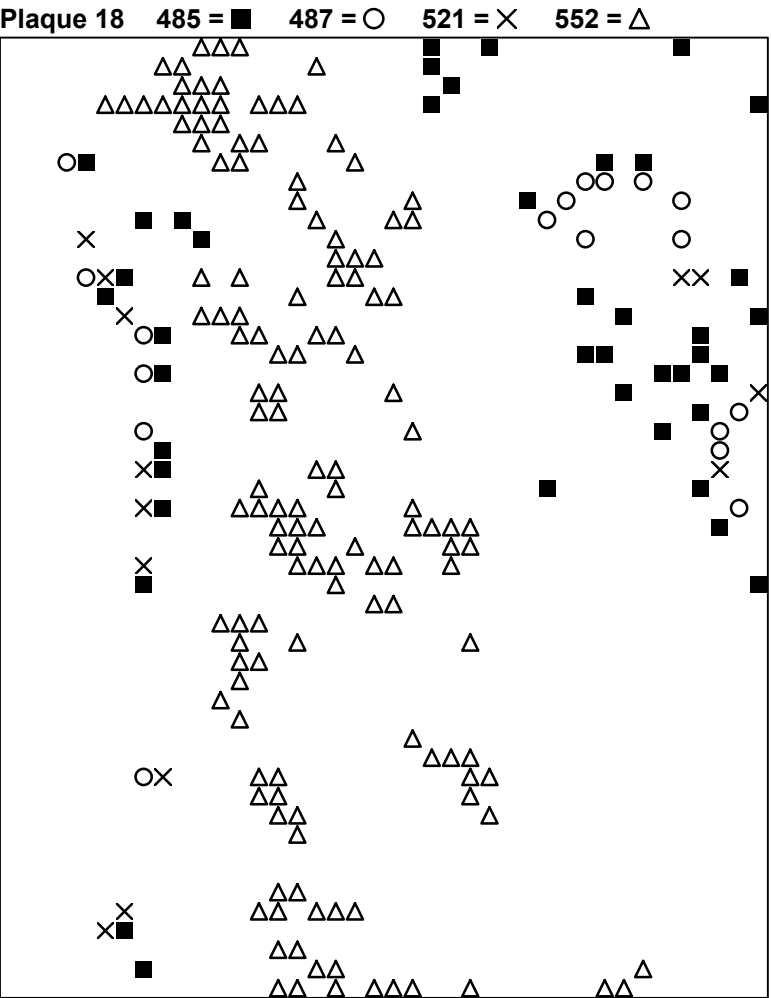 Plaque 18 485 = ■ 487 = ○ 521 = × 552 = △